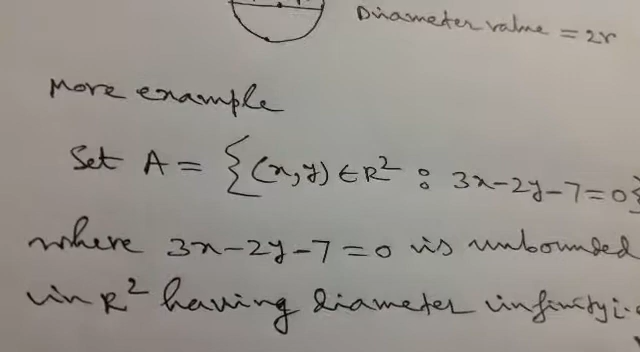 Diameter value = 2r
More example
Set A = {(x,y) ∈ R² : 3x-2y-7=0}
where 3x-2y-7=0 is unbounded
in R² having diameter infinity i.e